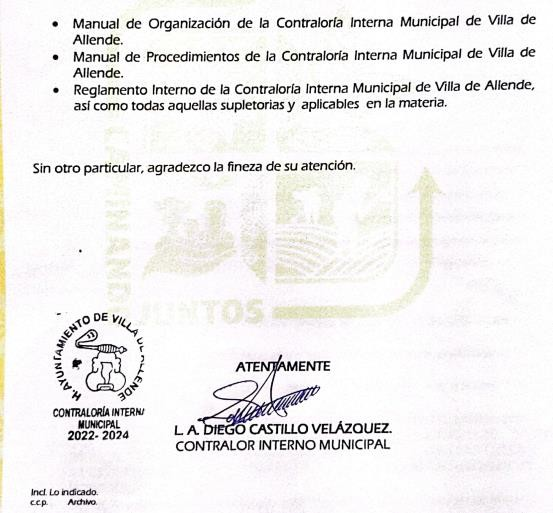 • Manual de Organización de la Contraloría Interna Municipal de Villa de
Allende.
• Manual de Procedimientos de la Contraloría Interna Municipal de Villa de
Allende.
• Reglamento Interno de la Contraloría Interna Municipal de Villa de Allende,
así como todas aquellas supletorias y aplicables en la materia.
Sin otro particular, agradezco la fineza de su atención.
CAMINANDO
JUNTOS
H. AYUNTAMIENTO DE VILLA DE ALLENDE
CONTRALORÍA INTERN
MUNICIPAL
2022- 2024
ATENTAMENTE
L. A. DIEGO CASTILLO VELÁZQUEZ.
CONTRALOR INTERNO MUNICIPAL
Incl. Lo indicado.
c.c.p. Archivo.